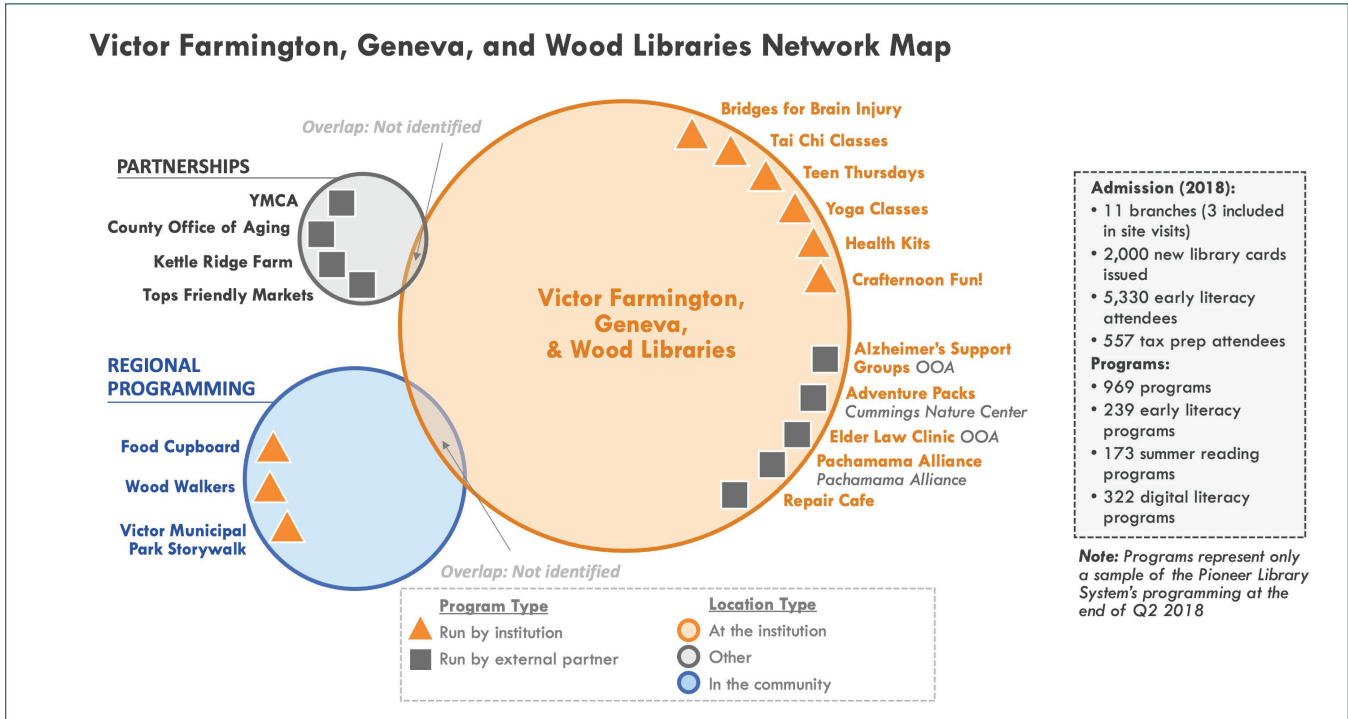 Victor Farmington, Geneva, and Wood Libraries Network Map
Overlap: Not identified
PARTNERSHIPS
YMCA
County Office of Aging
Kettle Ridge Farm
Tops Friendly Markets
REGIONAL
PROGRAMMING
Food Cupboard
Wood Walkers
Victor Municipal
Park Storywalk
Overlap: Not identified
Victor Farmington,
Geneva,
& Wood Libraries
Bridges for Brain Injury
Tai Chi Classes
Teen Thursdays
Yoga Classes
Health Kits
Crafternoon Fun!
Alzheimer's Support
Groups OOA
Adventure Packs
Cummings Nature Center
Elder Law Clinic OOA
Pachamama Alliance
Pachamama Alliance
Repair Cafe
Program Type
Run by institution
Run by external partner
Location Type
At the institution
Other
In the community
Admission (2018):
• 11 branches (3 included
in site visits)
• 2,000 new library cards
issued
• 5,330 early literacy
attendees
• 557 tax prep attendees
Programs:
• 969 programs
• 239 early literacy
programs
• 173 summer reading
programs
• 322 digital literacy
programs
Note: Programs represent only
a sample of the Pioneer Library
System's programming at the
end of Q2 2018